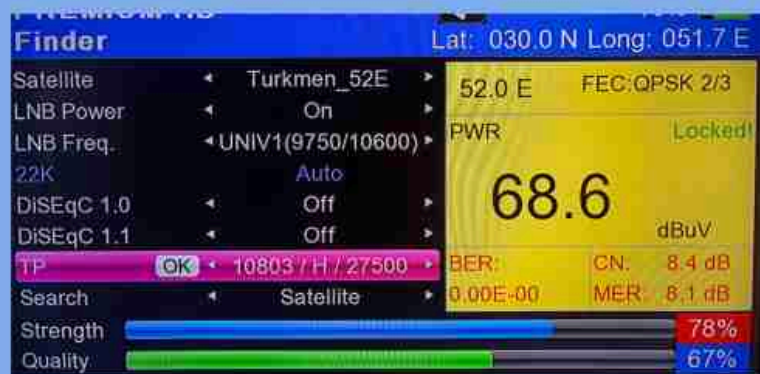 Finder
Lat: 030.0 N Long: 051.7 E
Satellite Turkmen_52E
LNB Power On
LNB Freq. UNIV1(9750/10600)
22K Auto
DiSEqC 1.0 Off
DiSEqC 1.1 Off
TP OK 10803 / H / 27500
Search Satellite
52.0 E FEC:QPSK 2/3
PWR Locked!
68.6
dBuV
BER: CN: 8.4 dB
0.00E-00 MER: 8.1 dB
Strength 78%
Quality 67%